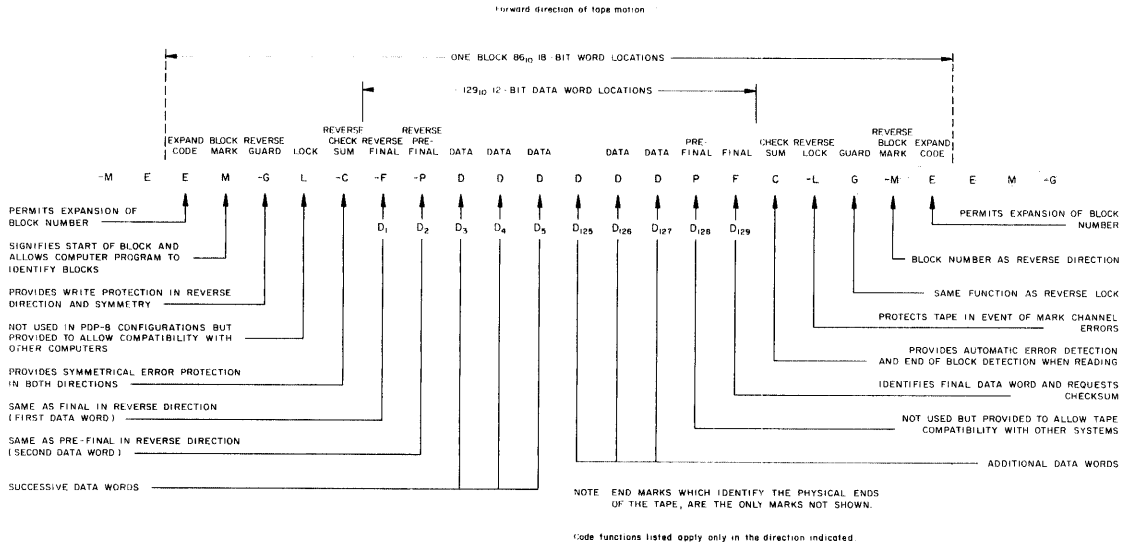 Forward direction of tape motion
ONE BLOCK 86₁₀ 18-BIT WORD LOCATIONS
129₁₀ 12-BIT DATA WORD LOCATIONS
EXPAND CODE
BLOCK MARK
REVERSE GUARD
LOCK
REVERSE CHECK SUM
REVERSE FINAL
REVERSE PRE-FINAL
DATA
DATA
DATA
DATA
DATA
PRE-FINAL
FINAL
CHECK SUM
REVERSE LOCK
GUARD
REVERSE BLOCK MARK
EXPAND CODE
-M E E M -G L -C -F -P D D D D D D P F C -L G -M E E M -G
D₁ D₂ D₃ D₄ D₅ D₁₂₅ D₁₂₆ D₁₂₇ D₁₂₈ D₁₂₉
PERMITS EXPANSION OF
BLOCK NUMBER
SIGNIFIES START OF BLOCK AND
ALLOWS COMPUTER PROGRAM TO
IDENTIFY BLOCKS
PROVIDES WRITE PROTECTION IN REVERSE
DIRECTION AND SYMMETRY
NOT USED IN PDP-8 CONFIGURATIONS BUT
PROVIDED TO ALLOW COMPATIBILITY WITH
OTHER COMPUTERS
PROVIDES SYMMETRICAL ERROR PROTECTION
IN BOTH DIRECTIONS
SAME AS FINAL IN REVERSE DIRECTION
(FIRST DATA WORD)
SAME AS PRE-FINAL IN REVERSE DIRECTION
(SECOND DATA WORD)
SUCCESSIVE DATA WORDS
PERMITS EXPANSION OF BLOCK
NUMBER
BLOCK NUMBER AS REVERSE DIRECTION
SAME FUNCTION AS REVERSE LOCK
PROTECTS TAPE IN EVENT OF MARK CHANNEL
ERRORS
PROVIDES AUTOMATIC ERROR DETECTION
AND END OF BLOCK DETECTION WHEN READING
IDENTIFIES FINAL DATA WORD AND REQUESTS
CHECKSUM
NOT USED BUT PROVIDED TO ALLOW TAPE
COMPATIBILITY WITH OTHER SYSTEMS
ADDITIONAL DATA WORDS
NOTE END MARKS WHICH IDENTIFY THE PHYSICAL ENDS
OF THE TAPE, ARE THE ONLY MARKS NOT SHOWN.
Code functions listed apply only in the direction indicated.